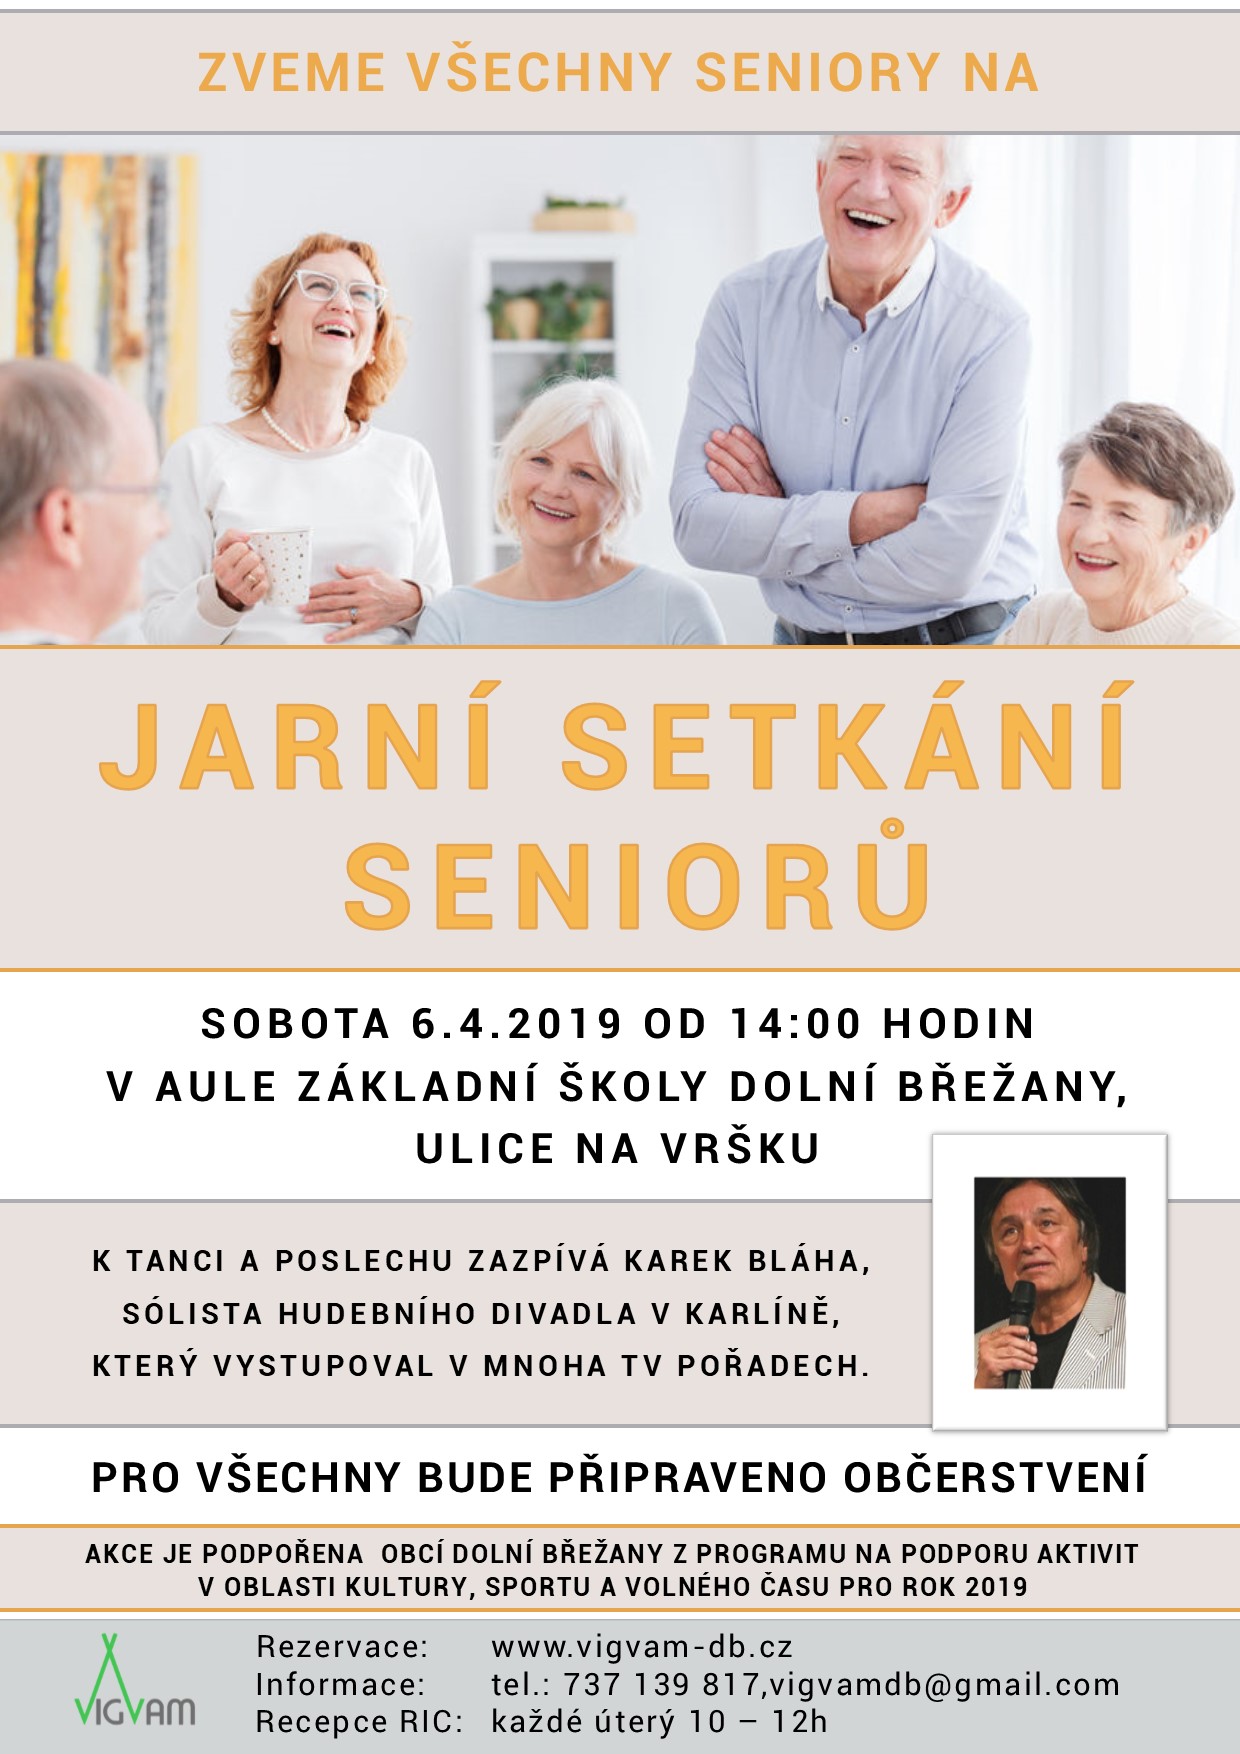 ZVEME VŠECHNY SENIORY NA
JARNÍ SETKÁNÍ
SENIORŮ
SOBOTA 6.4.2019 OD 14:00 HODIN
V AULE ZÁKLADNÍ ŠKOLY DOLNÍ BŘEŽANY,
ULICE NA VRŠKU
K TANCI A POSLECHU ZAZPÍVÁ KAREK BLÁHA,
SÓLISTA HUDEBNÍHO DIVADLA V KARLÍNĚ,
KTERÝ VYSTUPOVAL V MNOHA TV POŘADECH.
PRO VŠECHNY BUDE PŘIPRAVENO OBČERSTVENÍ
AKCE JE PODPOŘENA OBCÍ DOLNÍ BŘEŽANY Z PROGRAMU NA PODPORU AKTIVIT
V OBLASTI KULTURY, SPORTU A VOLNÉHO ČASU PRO ROK 2019
VIGVAM
Rezervace: www.vigvam-db.cz
Informace: tel.: 737 139 817,vigvamdb@gmail.com
Recepce RIC: každé úterý 10 – 12h